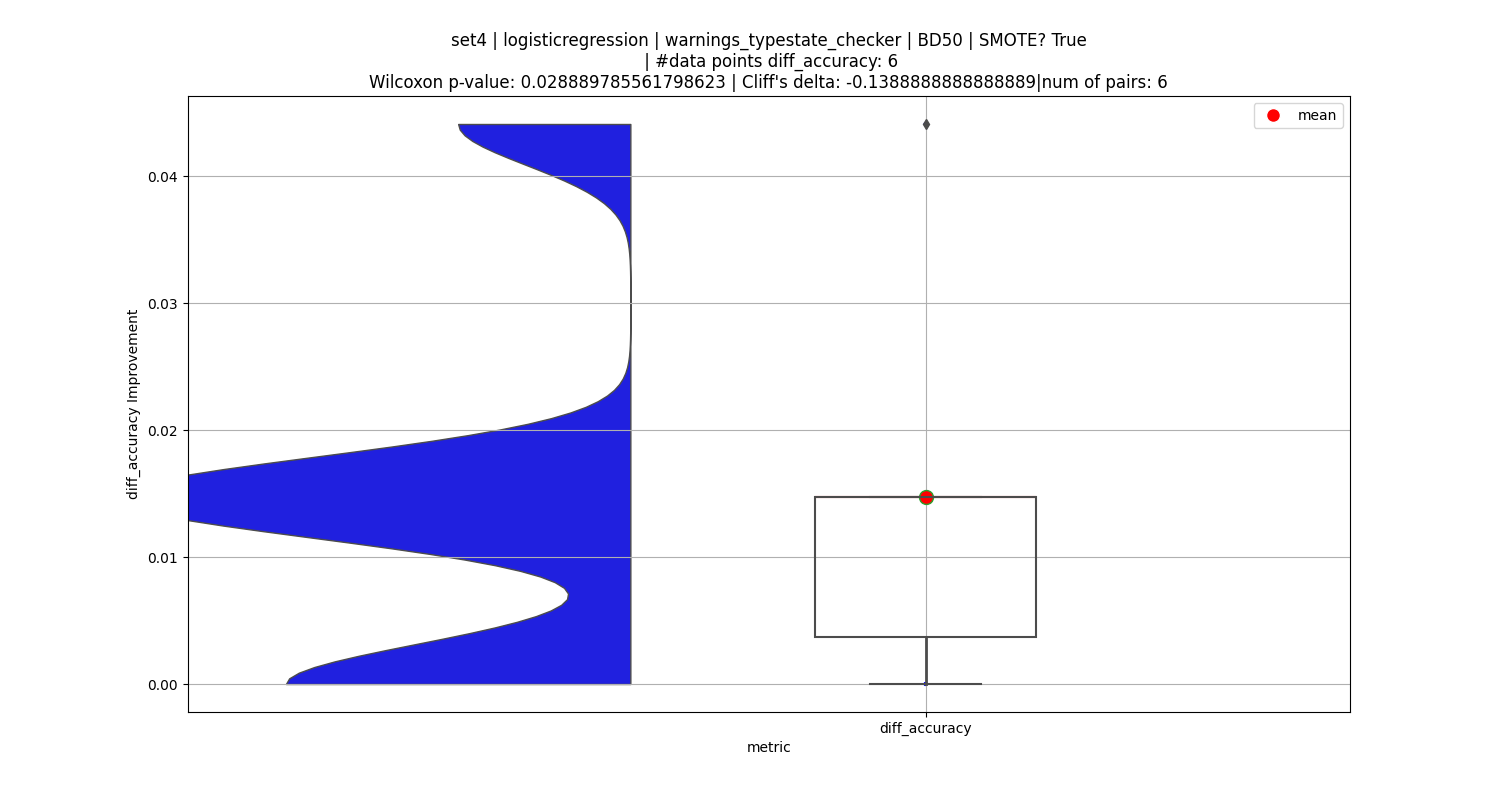 set4 | logisticregression | warnings_typestate_checker | BD50 | SMOTE? True
| #data points diff_accuracy: 6
Wilcoxon p-value: 0.028889785561798623 | Cliff's delta: -0.1388888888888889|num of pairs: 6
mean
0.04
0.03
0.02
0.01
0.00
diff_accuracy Improvement
diff_accuracy
metric